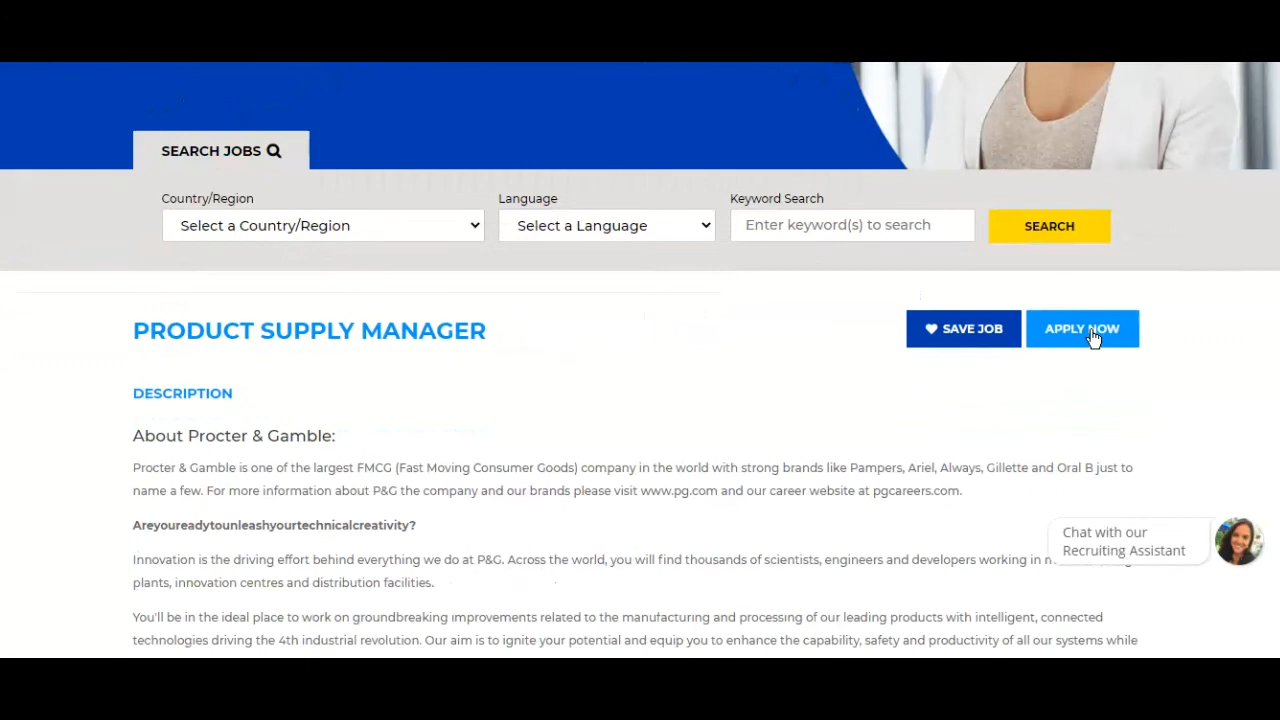 SEARCH JOBS
Country/Region
Language
Keyword Search
Select a Country/Region
Select a Language
Enter keyword(s) to search
SEARCH
PRODUCT SUPPLY MANAGER
SAVE JOB
APPLY NOW
DESCRIPTION
About Procter & Gamble:
Procter & Gamble is one of the largest FMCG (Fast Moving Consumer Goods) company in the world with strong brands like Pampers, Ariel, Always, Gillette and Oral B just to
name a few. For more information about P&G the company and our brands please visit www.pg.com and our career website at pgcareers.com.
Areyoureadytounleashyourtechnicalcreativity?
Innovation is the driving effort behind everything we do at P&G. Across the world, you will find thousands of scientists, engineers and developers working in
plants, innovation centres and distribution facilities.
Chat with our
Recruiting Assistant
You'll be in the ideal place to work on groundbreaking improvements related to the manufacturing and processing of our leading products with intelligent, connected
technologies driving the 4th industrial revolution. Our aim is to ignite your potential and equip you to enhance the capability, safety and productivity of all our systems while